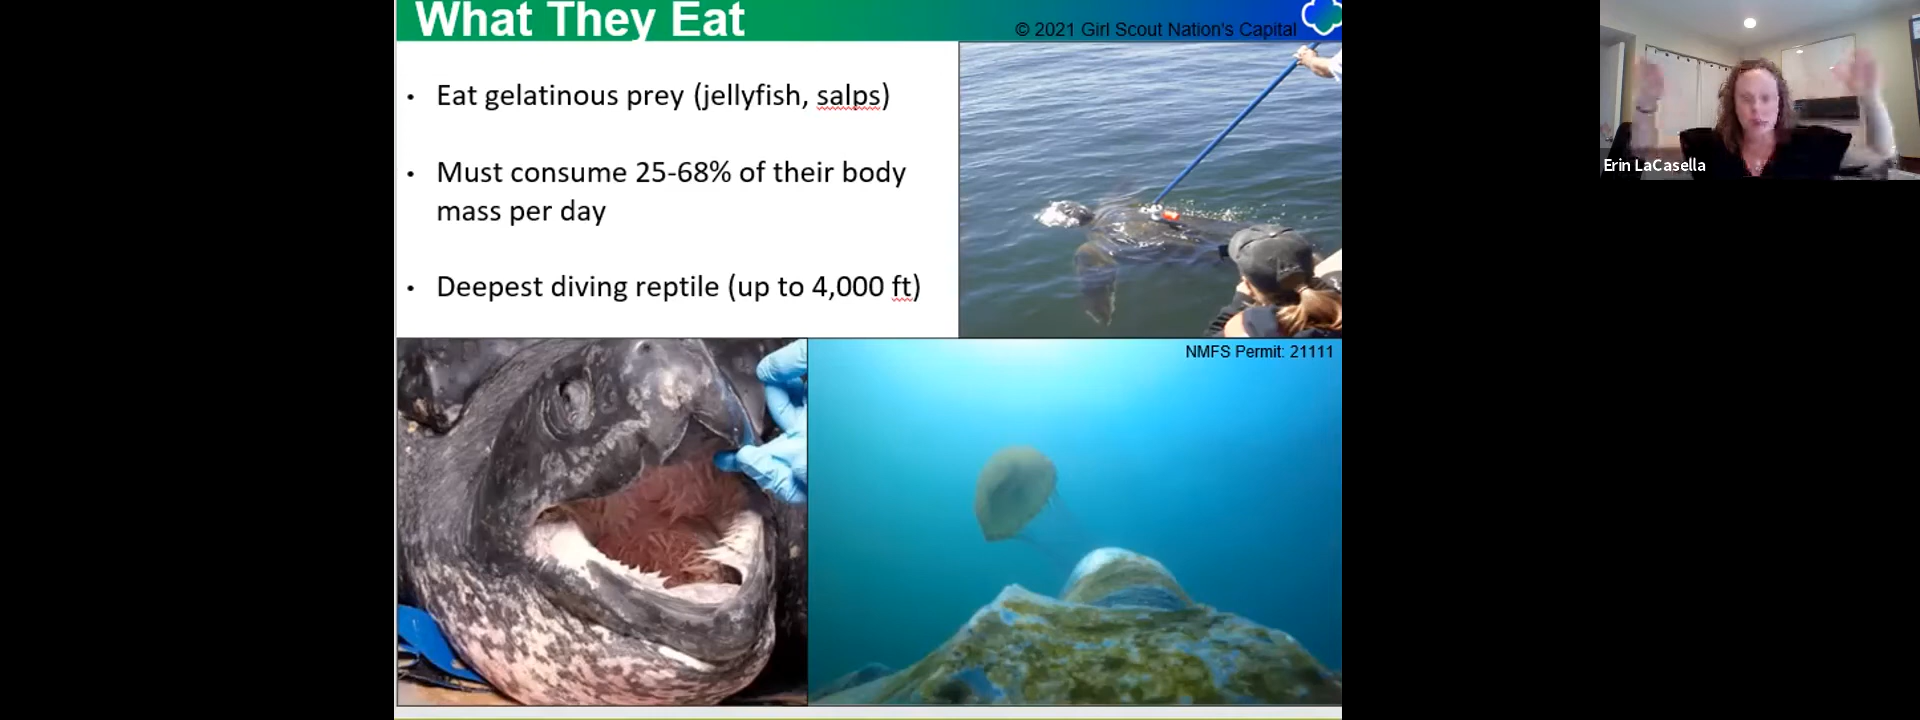 What They Eat
© 2021 Girl Scout Nation's Capital
• Eat gelatinous prey (jellyfish, salps)
• Must consume 25-68% of their body
mass per day
• Deepest diving reptile (up to 4,000 ft)
NMFS Permit: 21111
Erin LaCasella